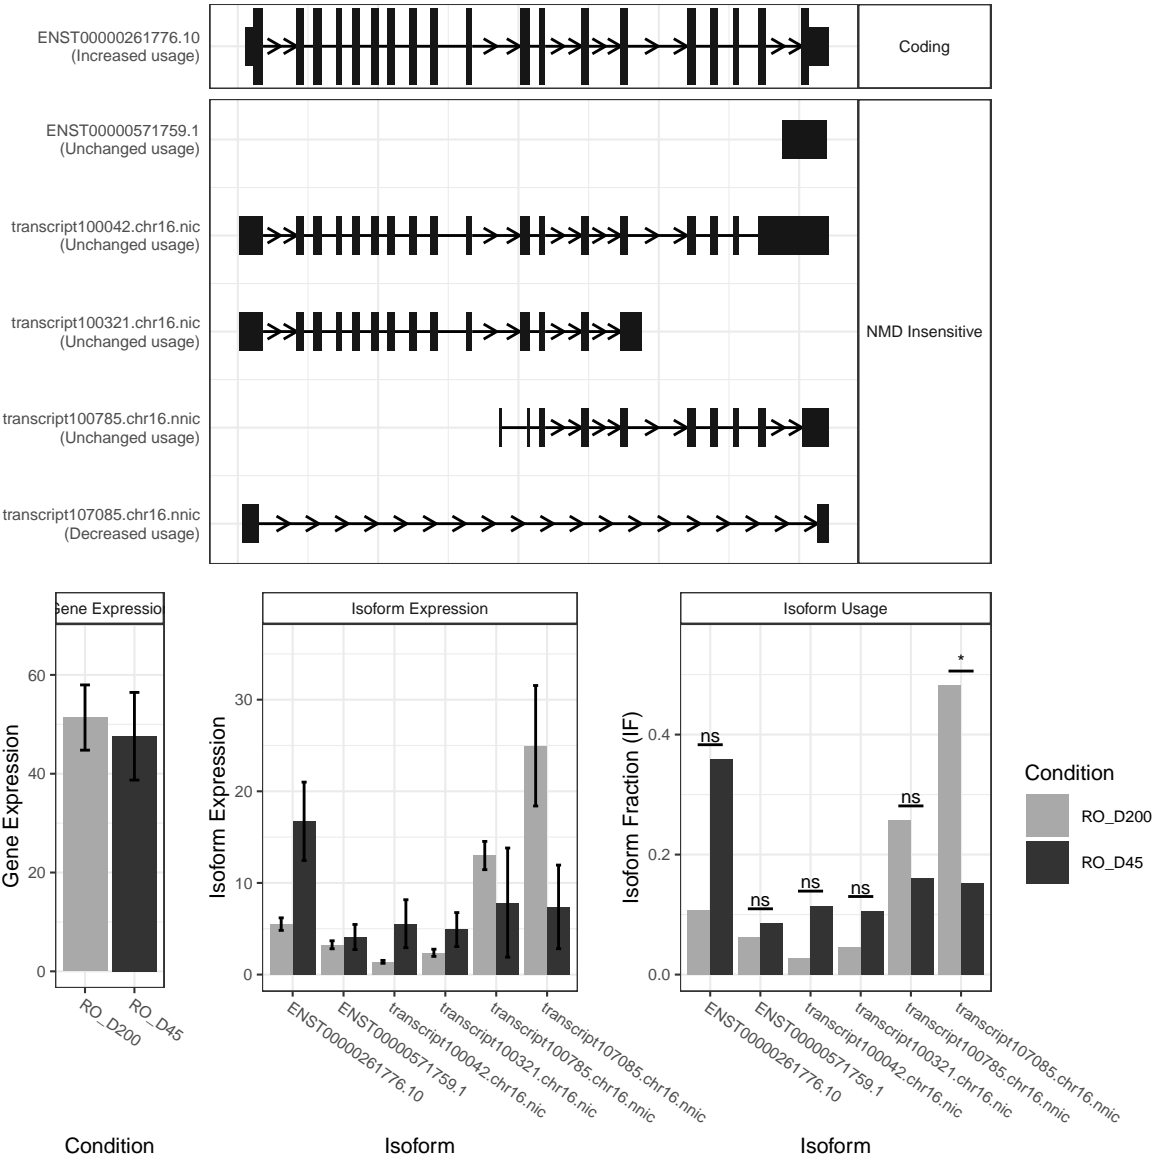 ENST00000261776.10
(Increased usage)
Coding
ENST00000571759.1
(Unchanged usage)
transcript100042.chr16.nic
(Unchanged usage)
transcript100321.chr16.nic
(Unchanged usage)
NMD Insensitive
transcript100785.chr16.nnic
(Unchanged usage)
transcript107085.chr16.nnic
(Decreased usage)
Gene Expression
Isoform Expression
Isoform Usage
Gene Expression
60
40
20
0
RO_D200
RO_D45
Condition
Isoform Expression
30
20
10
0
ENST00000261776.10
ENST00000571759.1
transcript100042.chr16.nic
transcript100321.chr16.nic
transcript100785.chr16.nnic
transcript107085.chr16.nnic
Isoform
Isoform Fraction (IF)
0.4
0.2
0.0
ns
ns
ns
ns
ns
*
ENST00000261776.10
ENST00000571759.1
transcript100042.chr16.nic
transcript100321.chr16.nic
transcript100785.chr16.nnic
transcript107085.chr16.nnic
Isoform
Condition
RO_D200
RO_D45